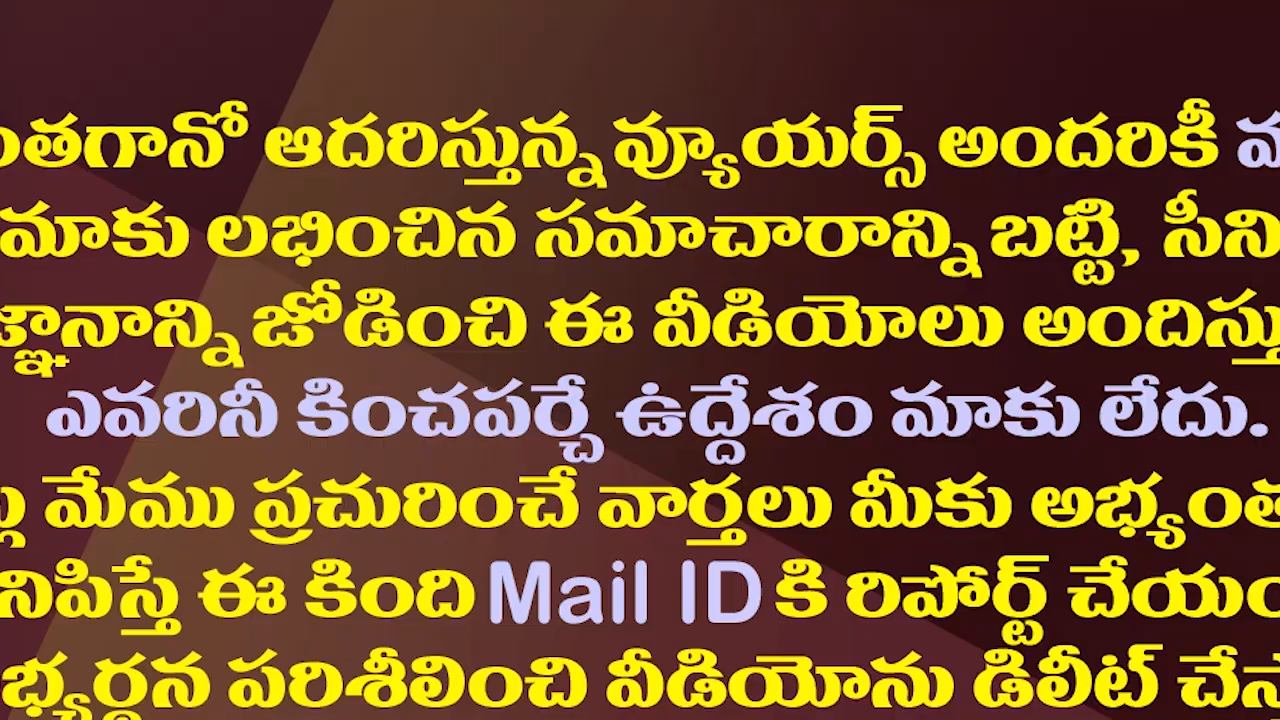 ంతగానో ఆదరిస్తున్న వ్యూయర్స్ అందరికీ
మాకు లభించిన సమాచారాన్ని బట్టి, సీని
జ్ఞానాన్ని జోడించి ఈ వీడియోలు అందిస్తు
ఎవరినీ కించపర్చే ఉద్దేశం మాకు లేదు.
మేము ప్రచురించే వార్తలు మీకు అభ్యంత
నిపిస్తే ఈ కింది Mail ID కి రిపోర్ట్ చేయం
భ్యర్థన పరిశీలించి వీడియోను డిలీట్ చేస